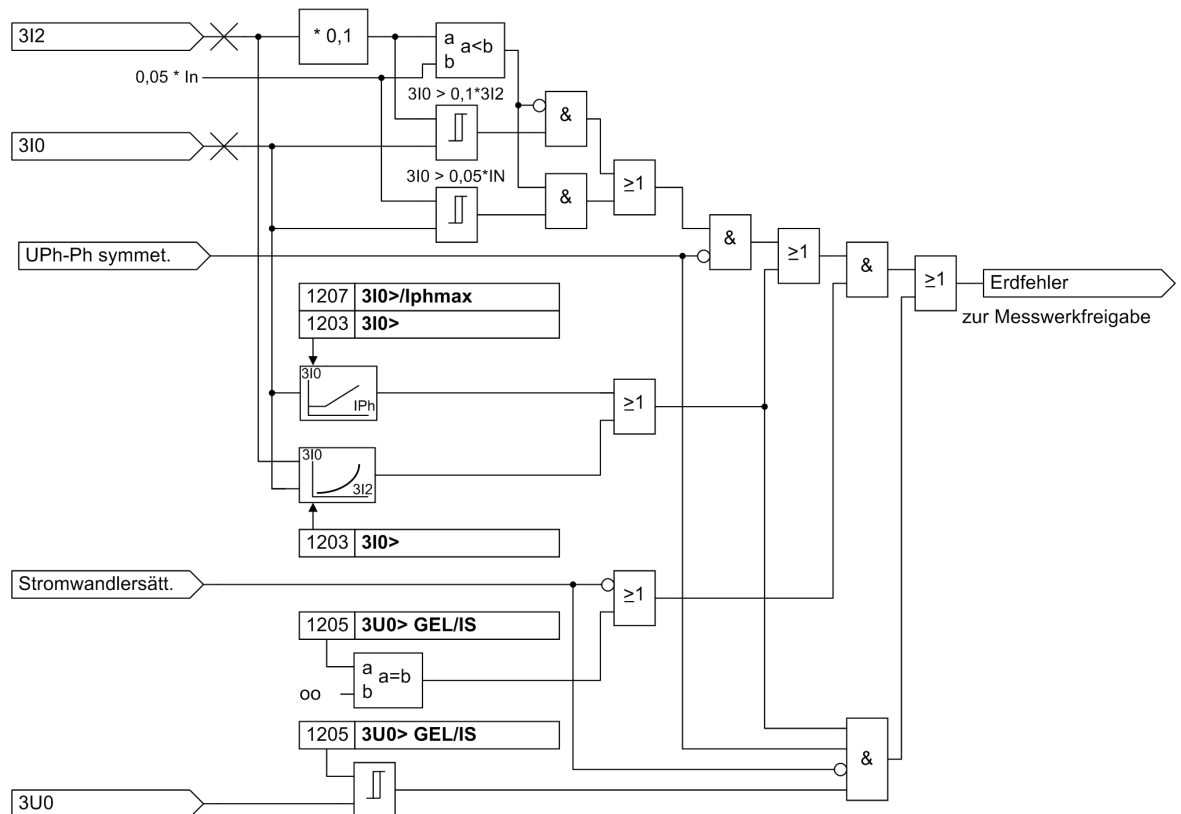 3I2
* 0,1
a
b
a<b
0,05 * In
3I0 > 0,1*3I2
&
3I0
3I0 > 0,05*IN
≥1
&
&
UPh-Ph symmet.
≥1
&
≥1
Erdfehler
zur Messwerkfreigabe
1207 3I0>/Iphmax
1203 3I0>
3I0
IPh
≥1
3I0
3I2
1203 3I0>
Stromwandlersätt.
≥1
1205 3U0> GEL/IS
a
b
a=b
oo
1205 3U0> GEL/IS
&
3U0